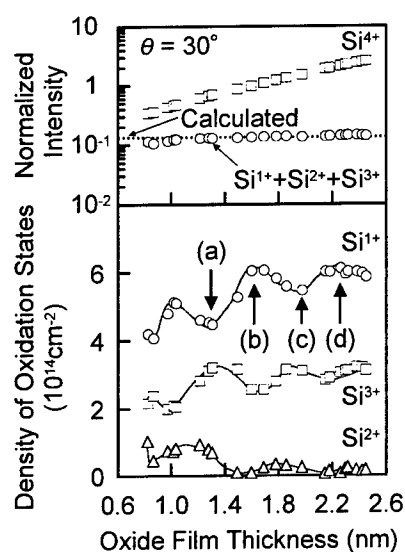 θ = 30°
Si4+
Normalized
Intensity
10
1
10-1
10-2
Calculated
Si1++Si2++Si3+
Density of Oxidation States
(1014cm-2)
8
6
4
2
0
Si1+
(a)
(b)
(c)
(d)
Si3+
Si2+
0.6
1.0
1.4
1.8
2.2
2.6
Oxide Film Thickness (nm)